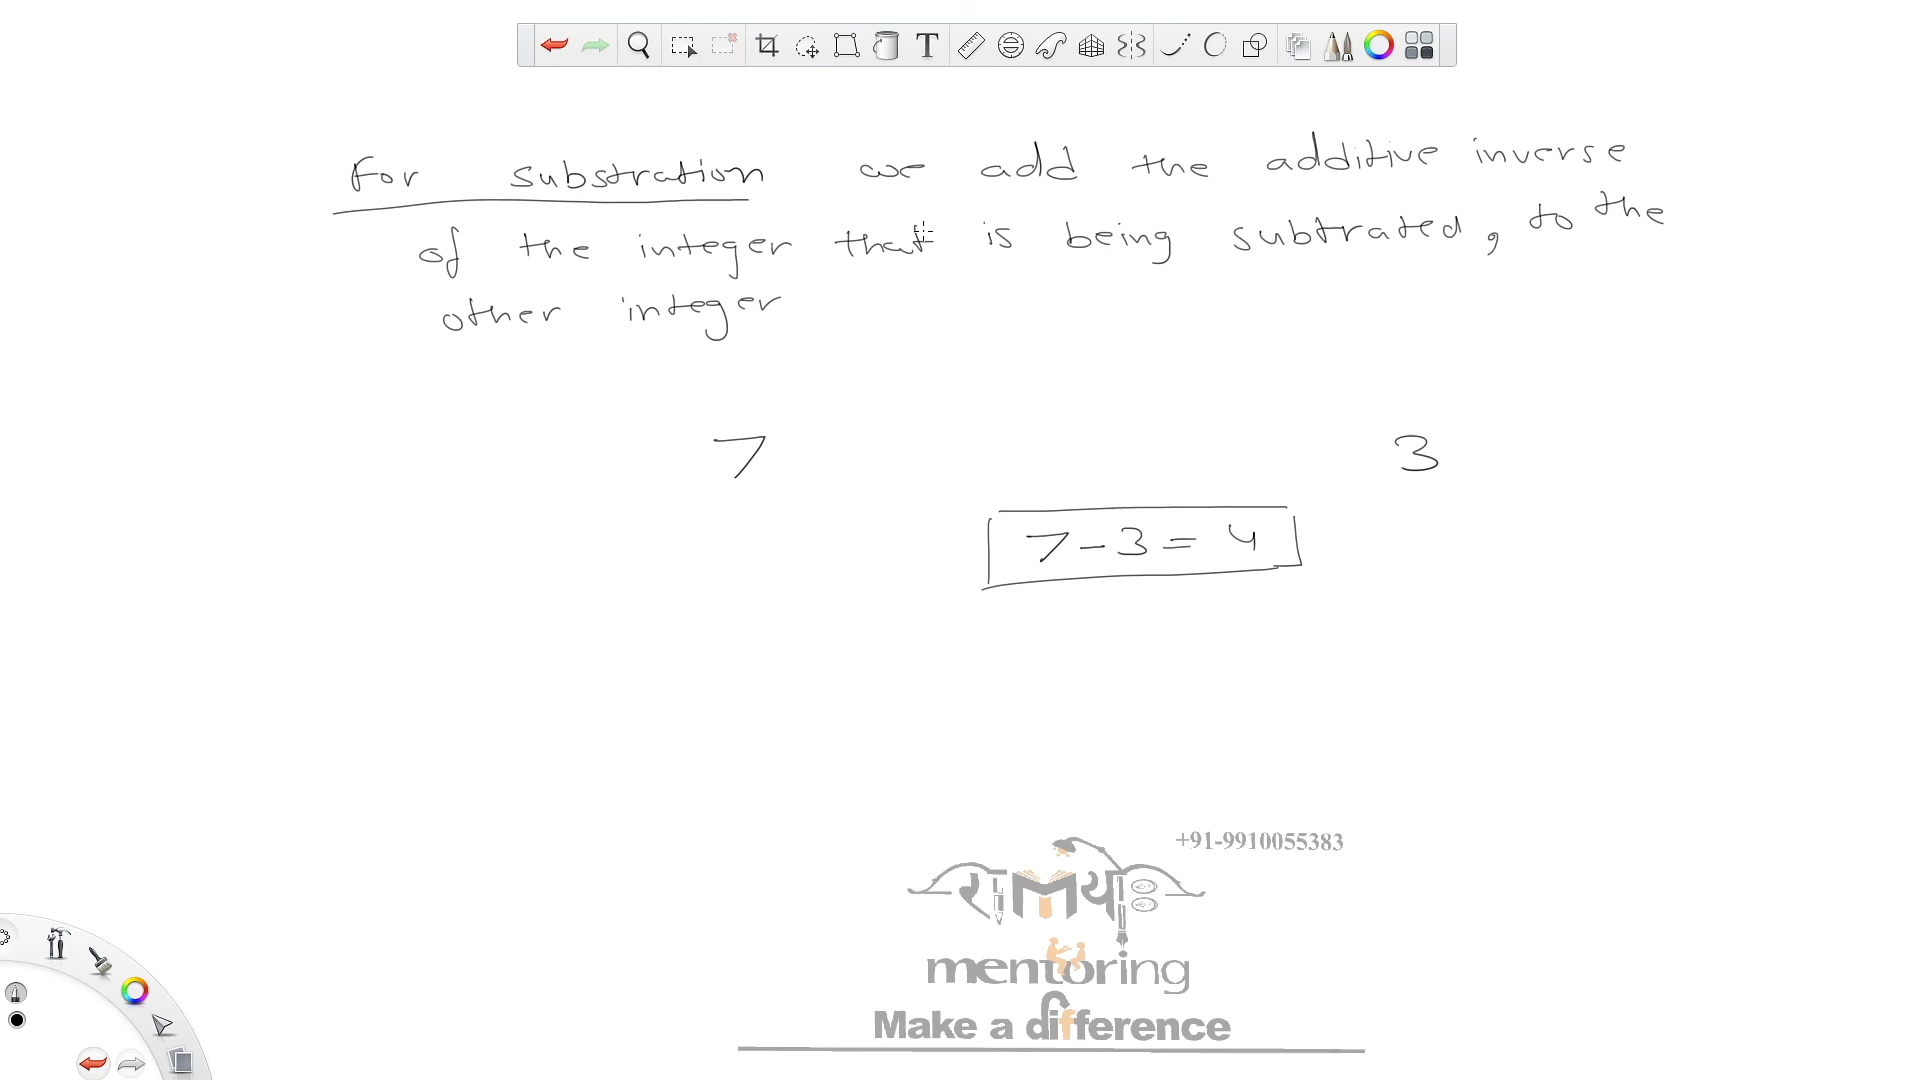 For substration we add the additive inverse
of the integer that is being subtrated, to the
other integer
7 3
7 - 3 = 4
+91-9910055383
रामया
mentoring
Make a difference